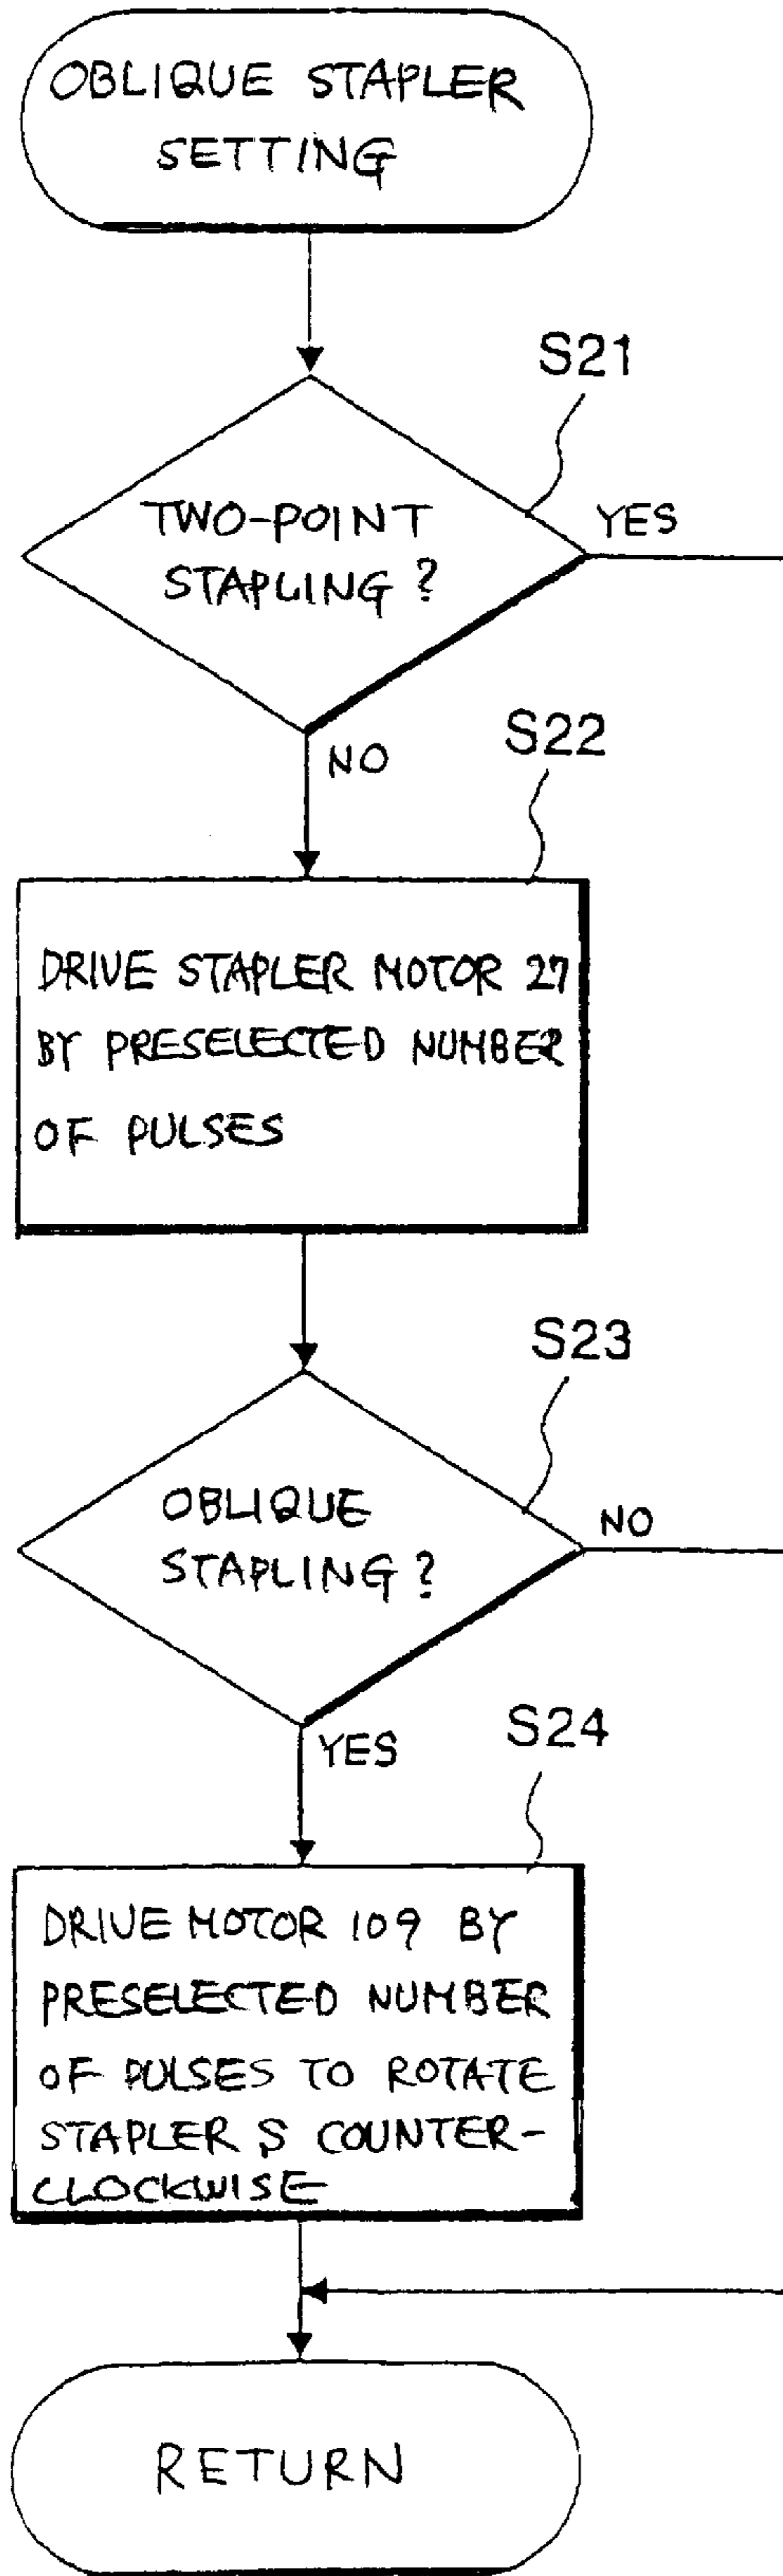 OBLIQUE STAPLER
SETTING
S21
TWO-POINT
STAPLING?
YES
NO
S22
DRIVE STAPLER MOTOR 27
BY PRESELECTED NUMBER
OF PULSES
S23
OBLIQUE
STAPLING?
NO
YES
S24
DRIVE MOTOR 109 BY
PRESELECTED NUMBER
OF PULSES TO ROTATE
STAPLER S COUNTER-
CLOCKWISE
RETURN